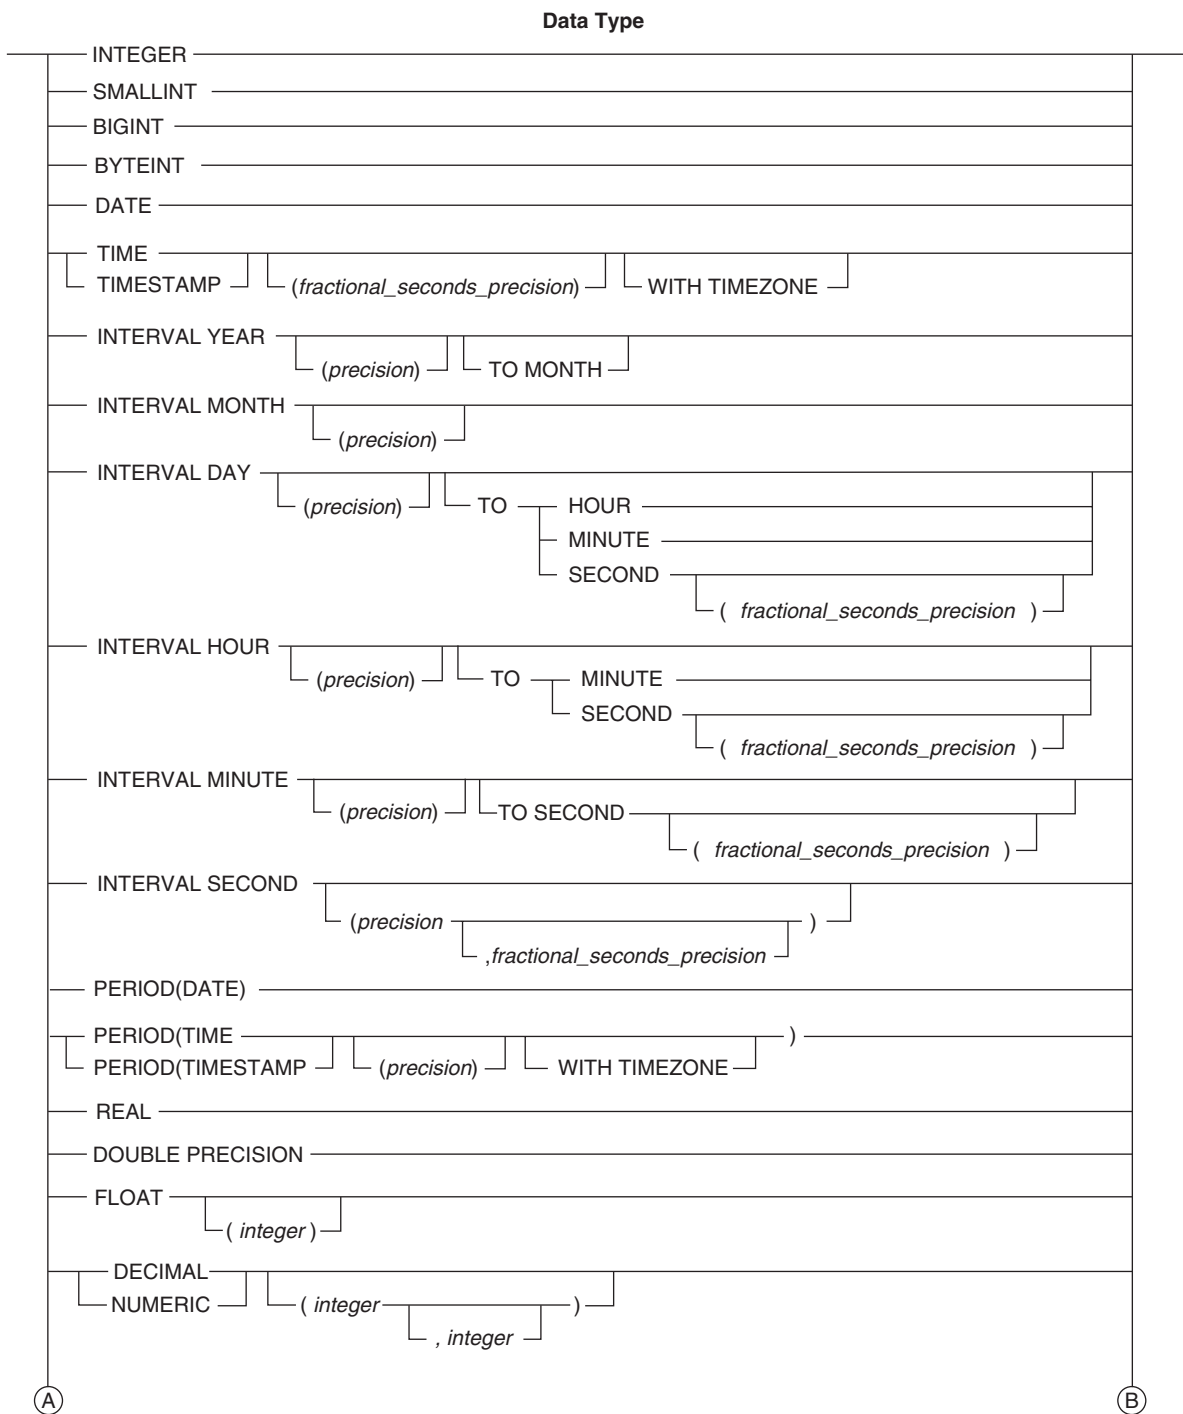 Data Type
INTEGER
SMALLINT
BIGINT
BYTEINT
DATE
TIME
TIMESTAMP (fractional_seconds_precision) WITH TIMEZONE
INTERVAL YEAR
(precision) TO MONTH
INTERVAL MONTH
(precision)
INTERVAL DAY
(precision) TO HOUR
MINUTE
SECOND
( fractional_seconds_precision )
INTERVAL HOUR
(precision) TO MINUTE
SECOND
( fractional_seconds_precision )
INTERVAL MINUTE
(precision) TO SECOND
( fractional_seconds_precision )
INTERVAL SECOND
(precision )
,fractional_seconds_precision
PERIOD(DATE)
PERIOD(TIME )
PERIOD(TIMESTAMP (precision) WITH TIMEZONE
REAL
DOUBLE PRECISION
FLOAT
( integer )
DECIMAL
NUMERIC ( integer )
, integer
A B